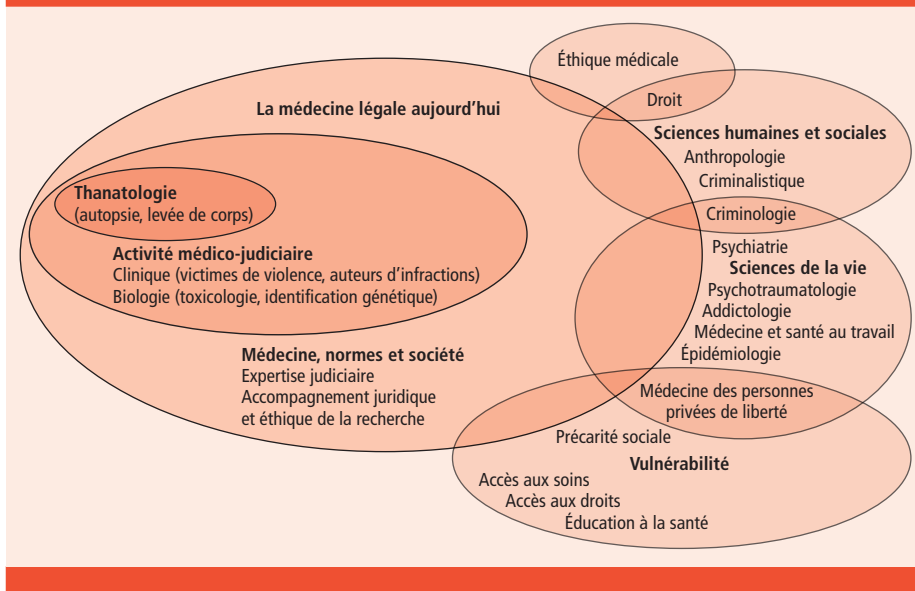 Éthique médicale
La médecine légale aujourd'hui
Droit
Sciences humaines et sociales
Anthropologie
Criminalistique
Thanatologie
(autopsie, levée de corps)
Criminologie
Activité médico-judiciaire
Clinique (victimes de violence, auteurs d'infractions)
Biologie (toxicologie, identification génétique)
Psychiatrie
Sciences de la vie
Psychotraumatologie
Addictologie
Médecine et santé au travail
Épidémiologie
Médecine, normes et société
Expertise judiciaire
Accompagnement juridique
et éthique de la recherche
Médecine des personnes
privées de liberté
Précarité sociale
Vulnérabilité
Accès aux soins
Accès aux droits
Éducation à la santé